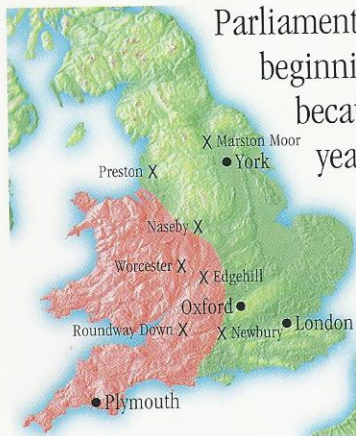 Parliament
beginni
beca
yea
X Marston Moor
● York
Preston X
Naseby X
Worcester X
X Edgehill
Oxford ●
Roundway Down X
X Newbury
● London
● Plymouth